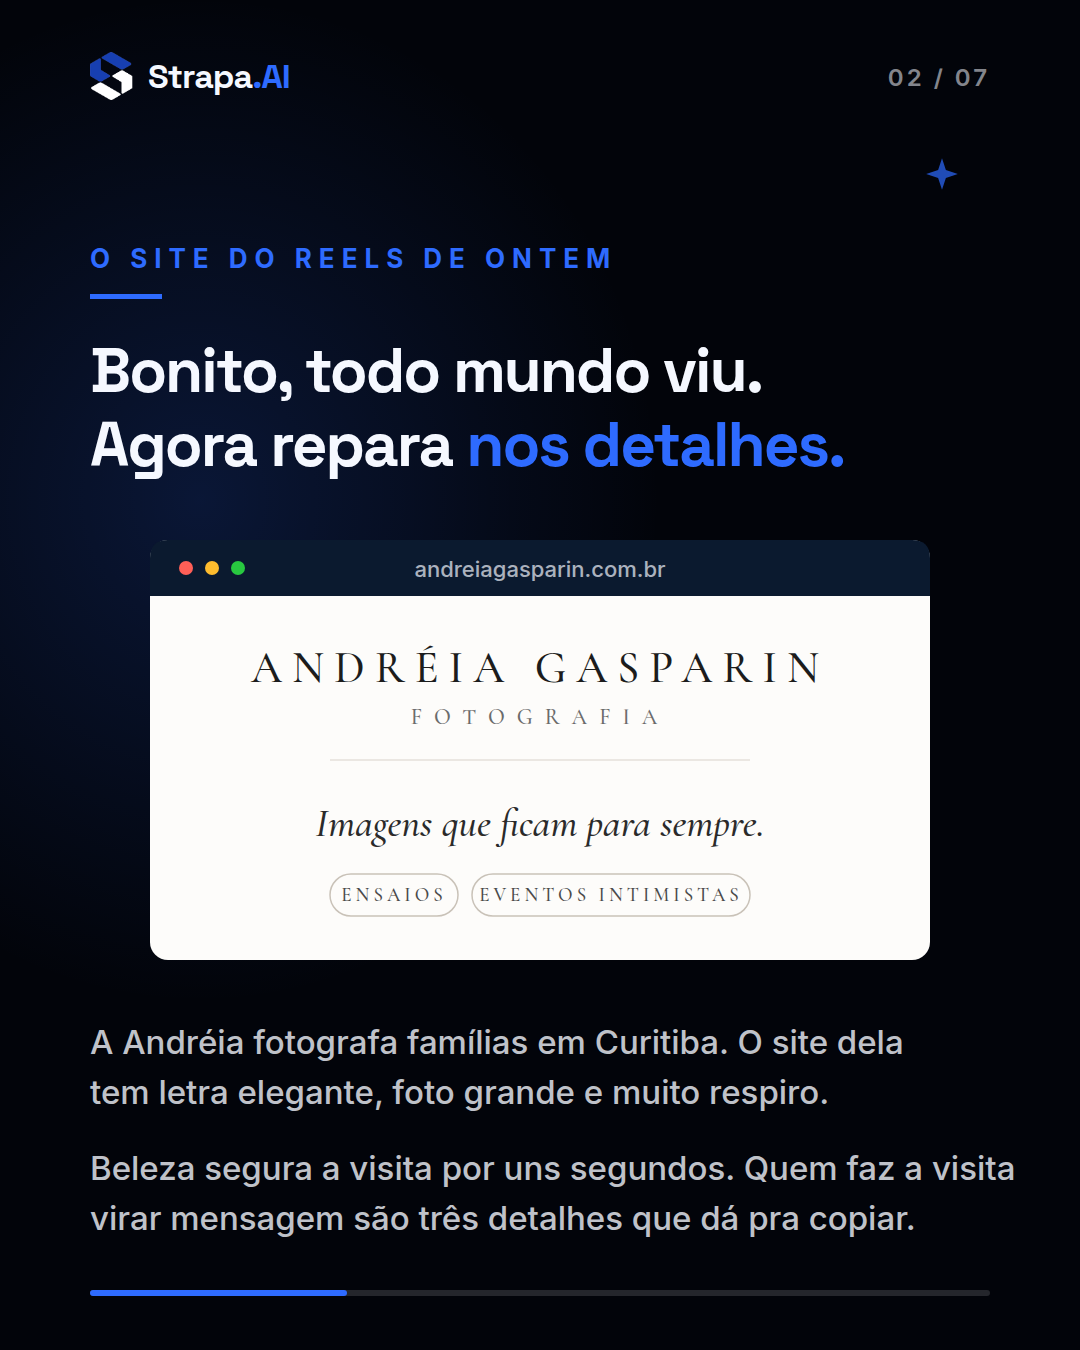 Strapa.AI
02 / 07
O SITE DO REELS DE ONTEM
Bonito, todo mundo viu.
Agora repara nos detalhes.
andreiagasparin.com.br
ANDRÉIA GASPARIN
FOTOGRAFIA
Imagens que ficam para sempre.
ENSAIOS
EVENTOS INTIMISTAS
A Andréia fotografa famílias em Curitiba. O site dela
tem letra elegante, foto grande e muito respiro.
Beleza segura a visita por uns segundos. Quem faz a visita
virar mensagem são três detalhes que dá pra copiar.